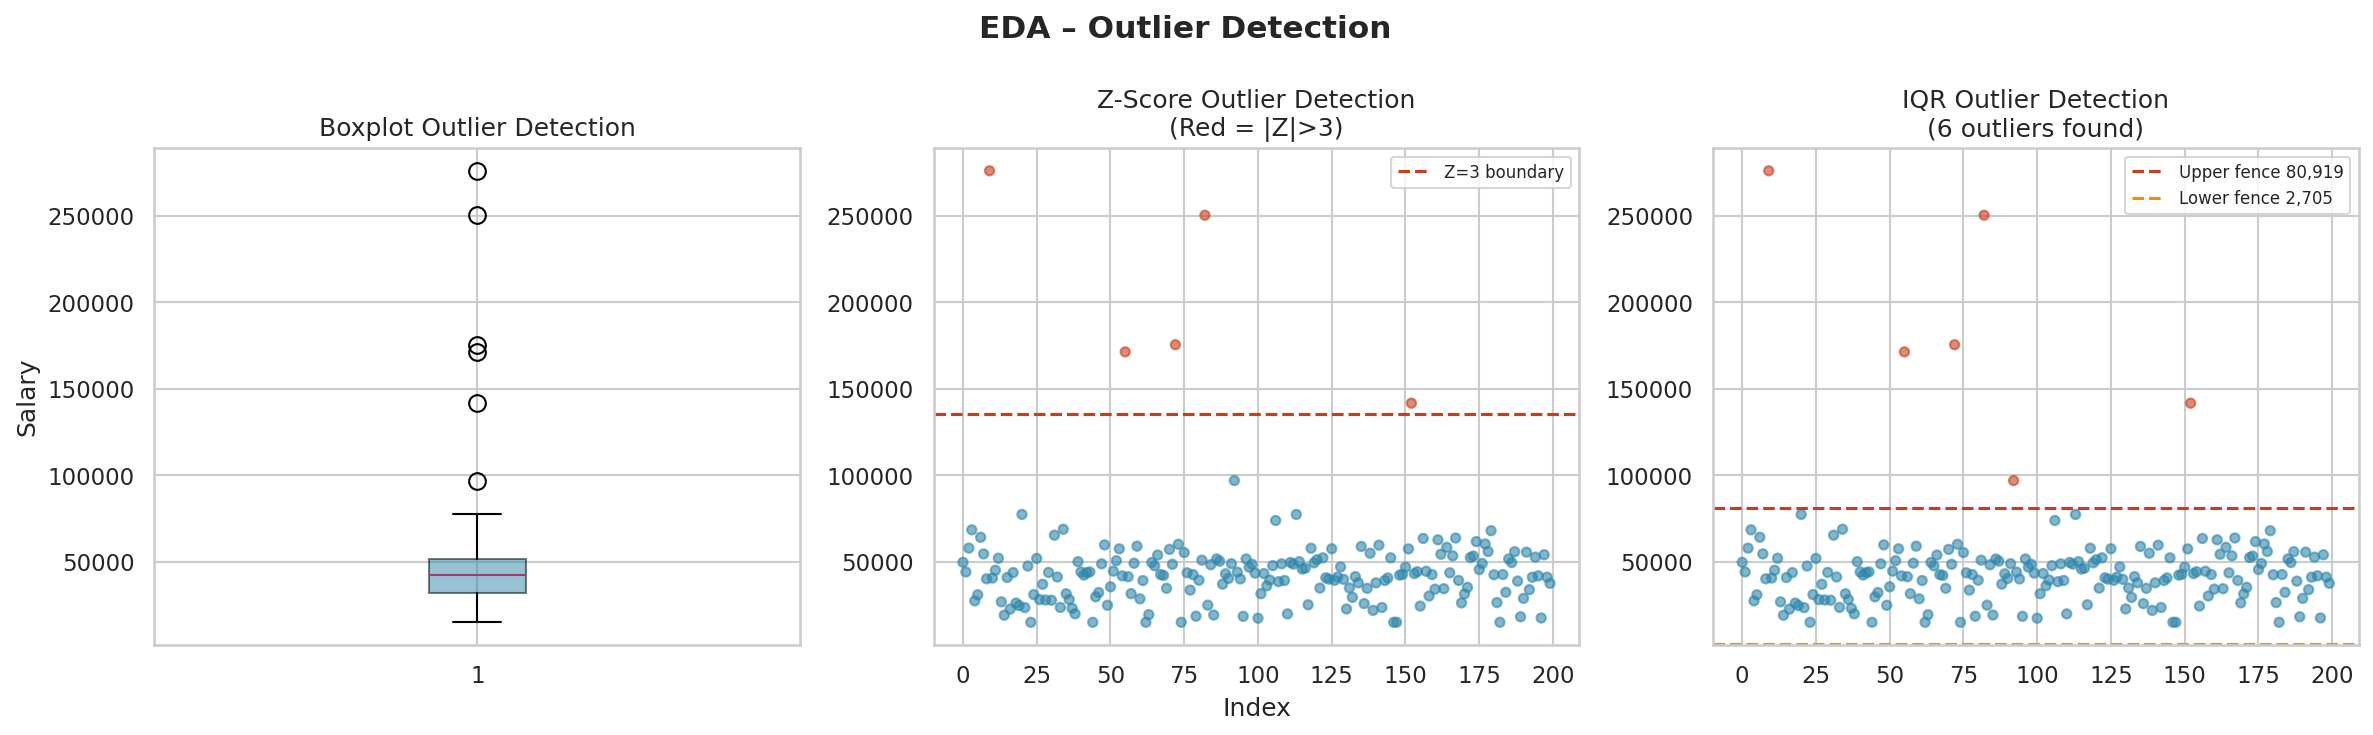 EDA – Outlier Detection
Boxplot Outlier Detection
250000
200000
150000
100000
50000
Salary
1
Z-Score Outlier Detection
(Red = |Z|>3)
Z=3 boundary
250000
200000
150000
100000
50000
0 25 50 75 100 125 150 175 200
Index
IQR Outlier Detection
(6 outliers found)
Upper fence 80,919
Lower fence 2,705
250000
200000
150000
100000
50000
0 25 50 75 100 125 150 175 200